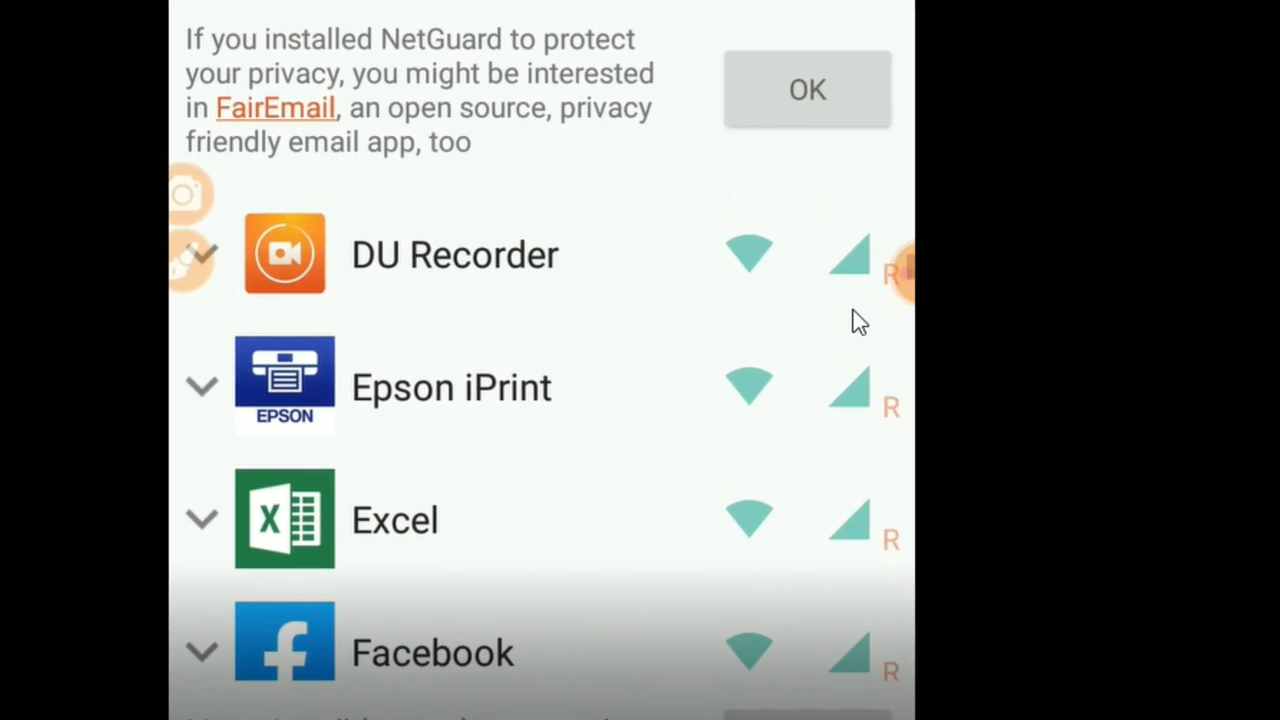 If you installed NetGuard to protect
your privacy, you might be interested
in FairEmail, an open source, privacy
friendly email app, too
OK
DU Recorder
R
EPSON
Epson iPrint
R
X
Excel
R
f
Facebook
R